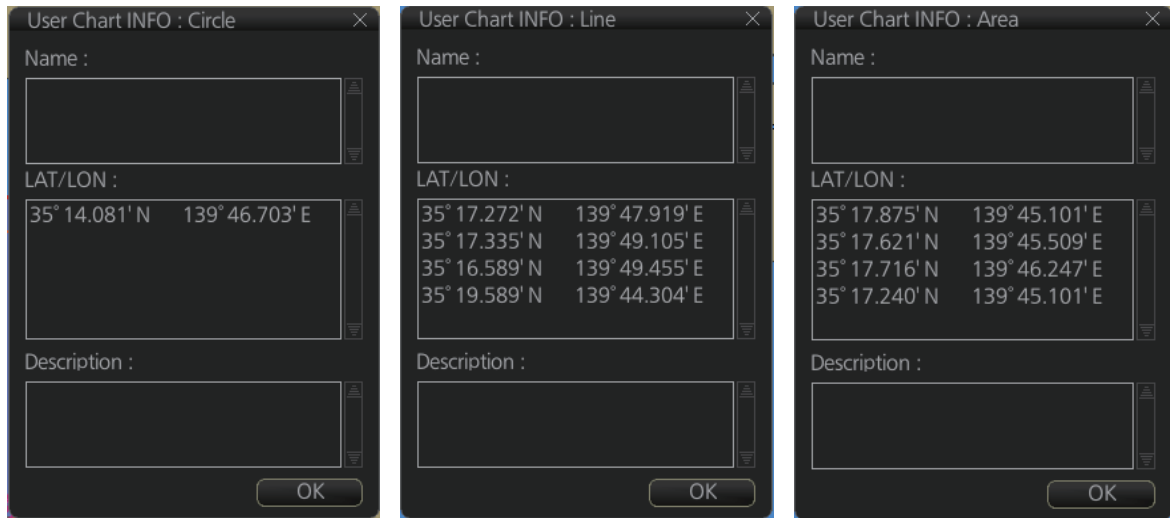 User Chart INFO : Circle
Name :
LAT/LON :
35° 14.081' N 139° 46.703' E
Description :
OK
User Chart INFO : Line
Name :
LAT/LON :
35° 17.272' N 139° 47.919' E
35° 17.335' N 139° 49.105' E
35° 16.589' N 139° 49.455' E
35° 19.589' N 139° 44.304' E
Description :
OK
User Chart INFO : Area
Name :
LAT/LON :
35° 17.875' N 139° 45.101' E
35° 17.621' N 139° 45.509' E
35° 17.716' N 139° 46.247' E
35° 17.240' N 139° 45.101' E
Description :
OK